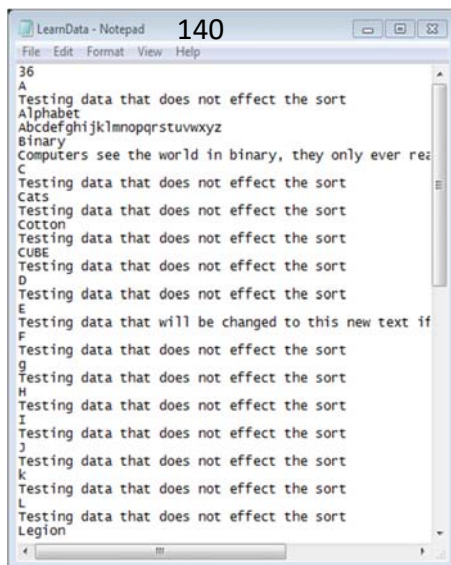 LearnData - Notepad 140
File Edit Format View Help
36
A
Testing data that does not effect the sort
Alphabet
Abcdefghijklmnopqrstuvwxyz
Binary
Computers see the world in binary, they only ever rea
C
Testing data that does not effect the sort
Cats
Testing data that does not effect the sort
Cotton
Testing data that does not effect the sort
CUBE
Testing data that does not effect the sort
D
Testing data that does not effect the sort
E
Testing data that will be changed to this new text if
F
Testing data that does not effect the sort
g
Testing data that does not effect the sort
H
Testing data that does not effect the sort
I
Testing data that does not effect the sort
J
Testing data that does not effect the sort
k
Testing data that does not effect the sort
L
Testing data that does not effect the sort
Legion